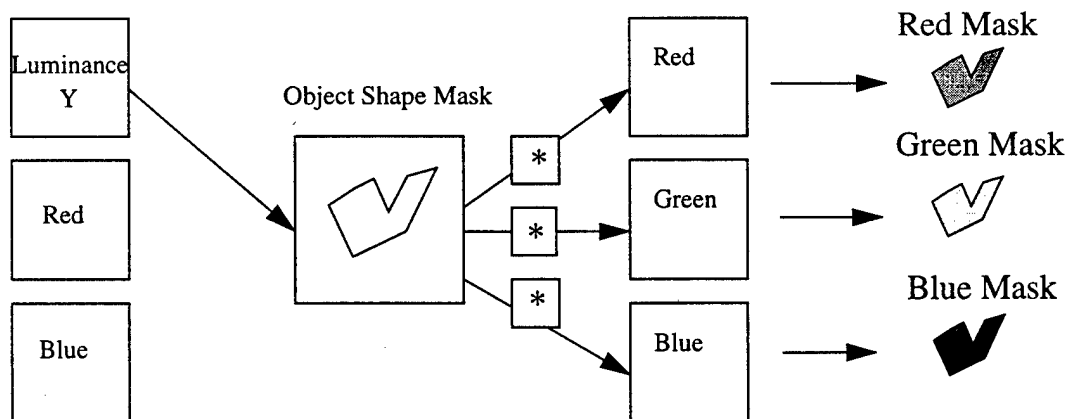 Luminance
Y
Red
Blue
Object Shape Mask
*
*
*
Red
Green
Blue
Red Mask
Green Mask
Blue Mask